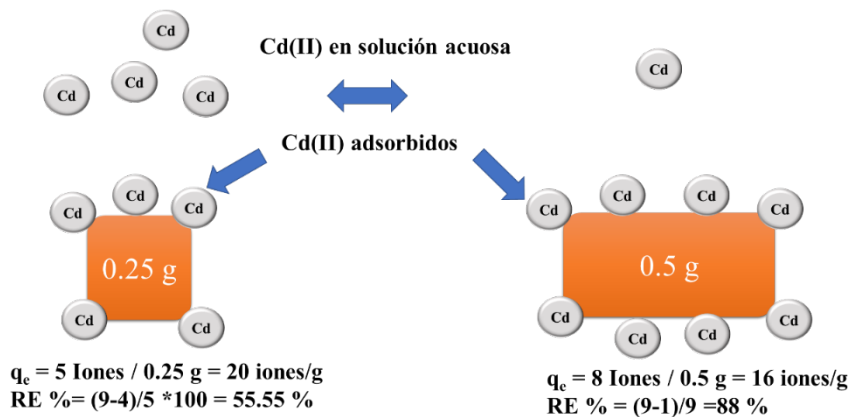 Cd
Cd(II) en solución acuosa
Cd
Cd
Cd
Cd
Cd(II) adsorbidos
Cd
Cd
Cd
Cd
Cd
Cd
Cd
0.25 g
0.5 g
Cd
Cd
Cd
Cd
Cd
Cd
qₑ = 5 Iones / 0.25 g = 20 iones/g
RE %= (9-4)/5 *100 = 55.55 %
qₑ = 8 Iones / 0.5 g = 16 iones/g
RE % = (9-1)/9 =88 %